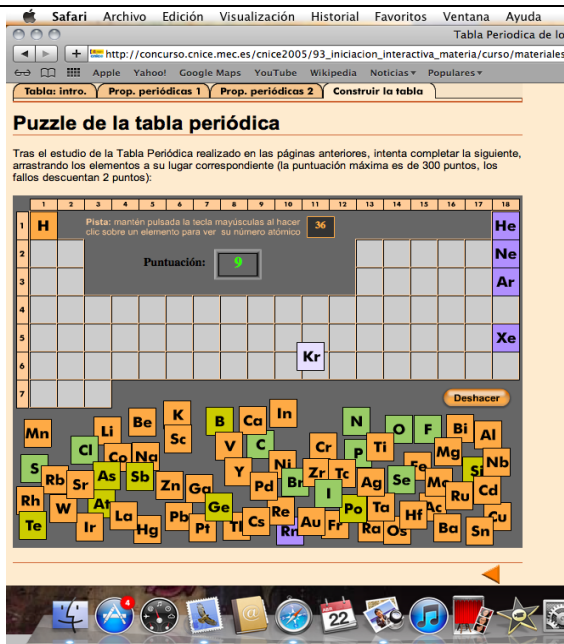 Safari Archivo Edición Visualización Historial Favoritos Ventana Ayuda
Tabla Periodica de lo
http://concurso.cnice.mec.es/cnice2005/93_iniciacion_interactiva_materia/curso/materiales
Apple Yahoo! Google Maps YouTube Wikipedia Noticias Populares
Tabla: intro. Prop. periódicas 1 Prop. periódicas 2 Construir la tabla
Puzzle de la tabla periódica
Tras el estudio de la Tabla Periódica realizado en las páginas anteriores, intenta completar la siguiente,
arrastrando los elementos a su lugar correspondiente (la puntuación máxima es de 300 puntos, los
fallos descuentan 2 puntos):
1 2 3 4 5 6 7 8 9 10 11 12 13 14 15 16 17 18
1 H Pista: mantén pulsada la tecla mayúsculas al hacer 36 He
clic sobre un elemento para ver su número atómico
2 Puntuación: 9 Ne
3 Ar
4
5 Xe
6 Kr
7
Deshacer
Mn Li Be K Sc B Ca In N O F Bi Al
Cl Co Na V C Cr P Ti Mg
S Rb Sr As Sb Zn Ga Y Pd Ni Br Zr Tc Ag Se Fe Mo Si Nb
Rh W At Ge I Po Ta Ac Ru Cd
Te Ir La Hg Pb Pt Tl Cs Re Rn Au Fr Ra Os Hf Ba Sn Cu
4
22